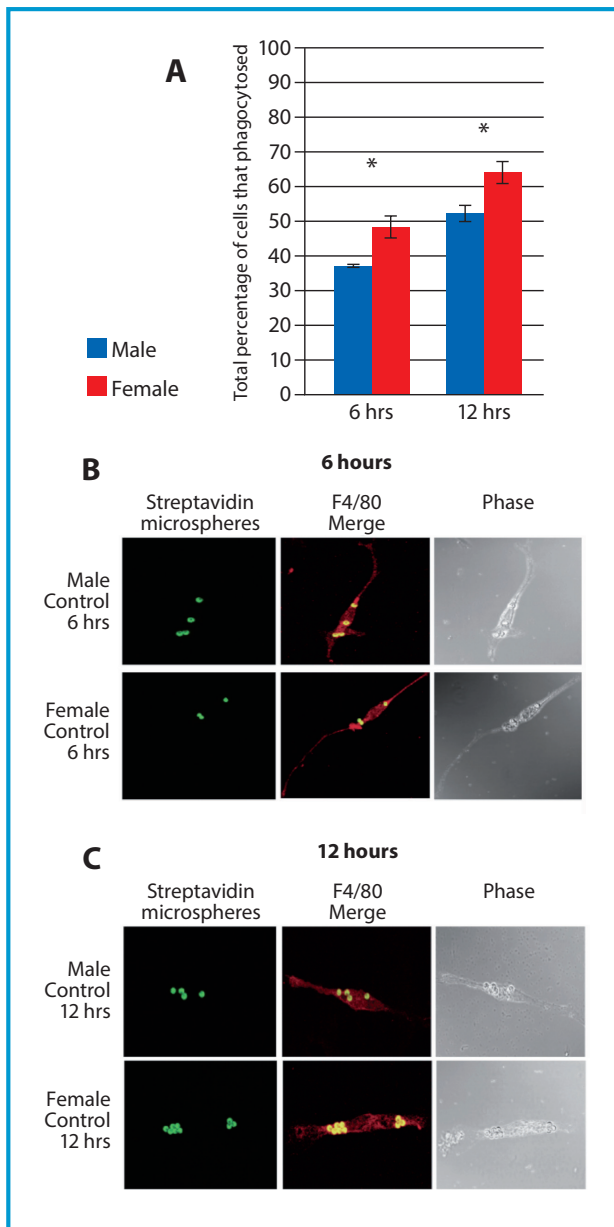 A
Total percentage of cells that phagocytosed
100
90
80
70
60
50
40
30
20
10
0
*
*
6 hrs
12 hrs
Male
Female
B
6 hours
Streptavidin
microspheres
F4/80
Merge
Phase
Male
Control
6 hrs
Female
Control
6 hrs
C
12 hours
Streptavidin
microspheres
F4/80
Merge
Phase
Male
Control
12 hrs
Female
Control
12 hrs